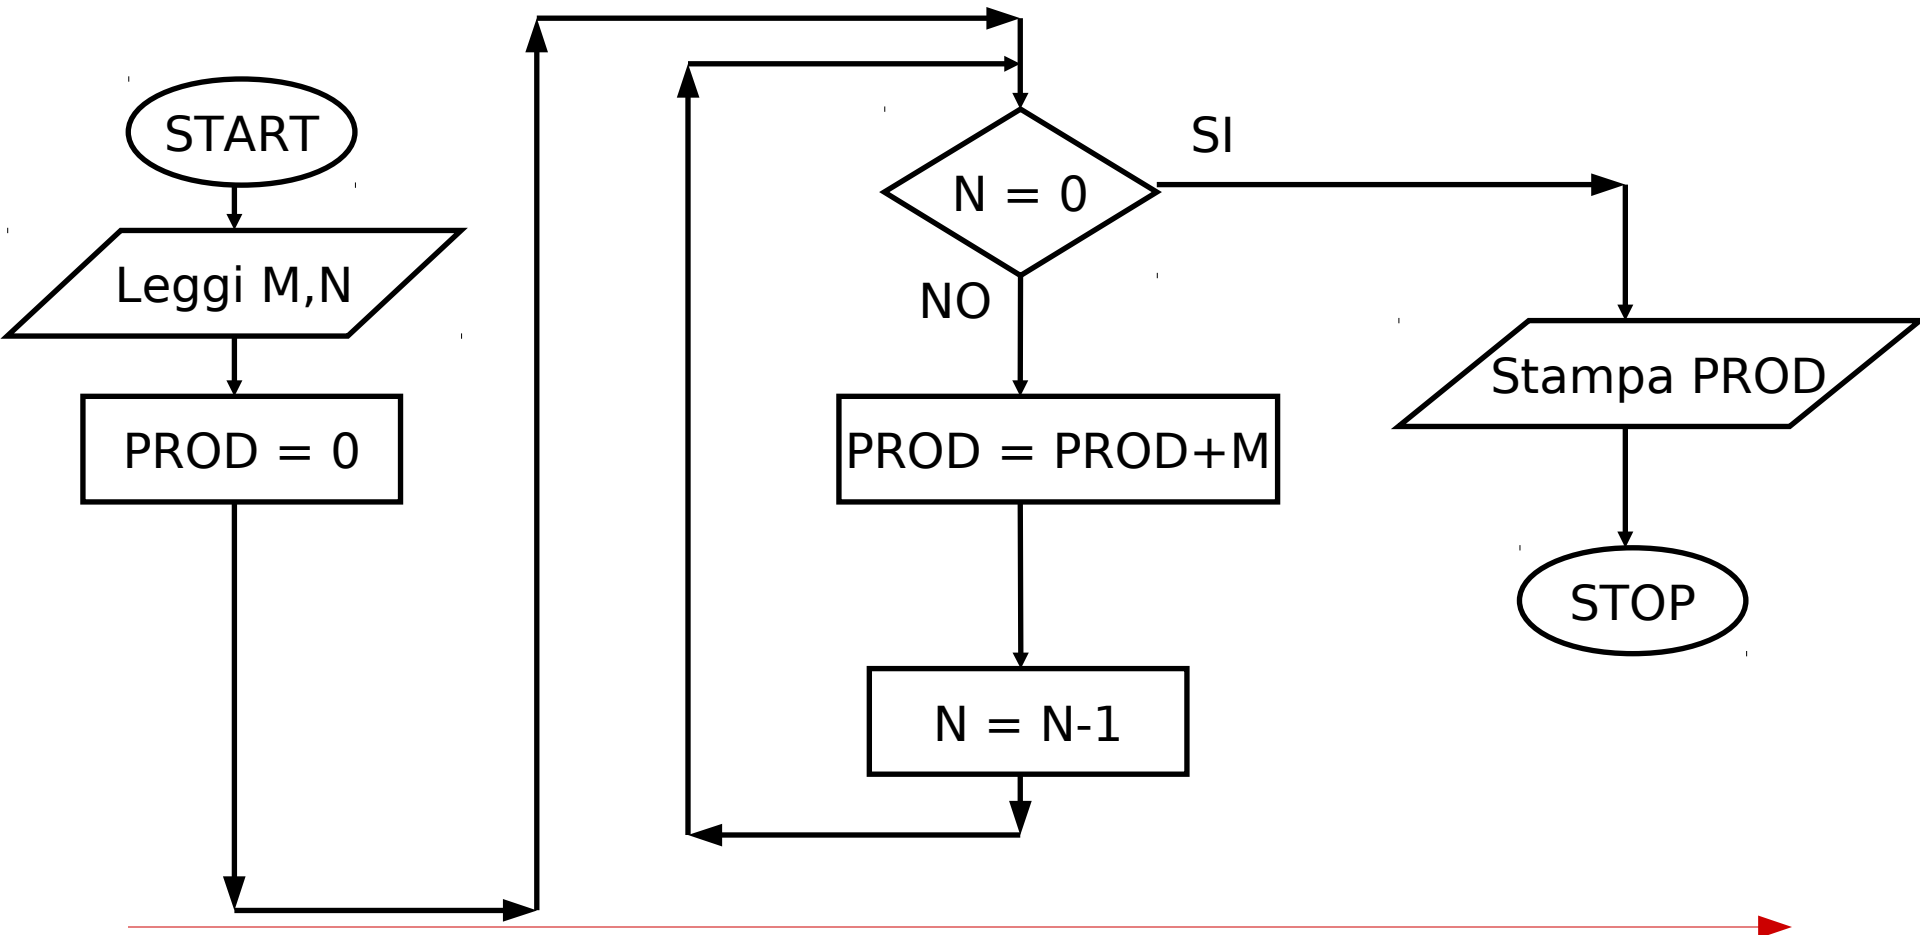 START
Leggi M,N
PROD = 0
N = 0
SI
NO
PROD = PROD+M
N = N-1
Stampa PROD
STOP